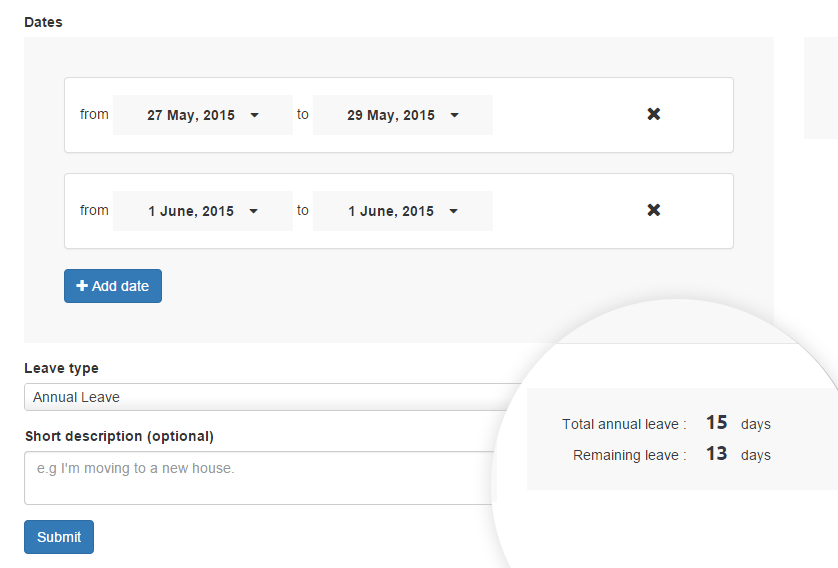 Dates
from 27 May, 2015 to 29 May, 2015
from 1 June, 2015 to 1 June, 2015
Add date
Leave type
Annual Leave
Short description (optional)
e.g I'm moving to a new house.
Total annual leave : 15 days
Remaining leave : 13 days
Submit